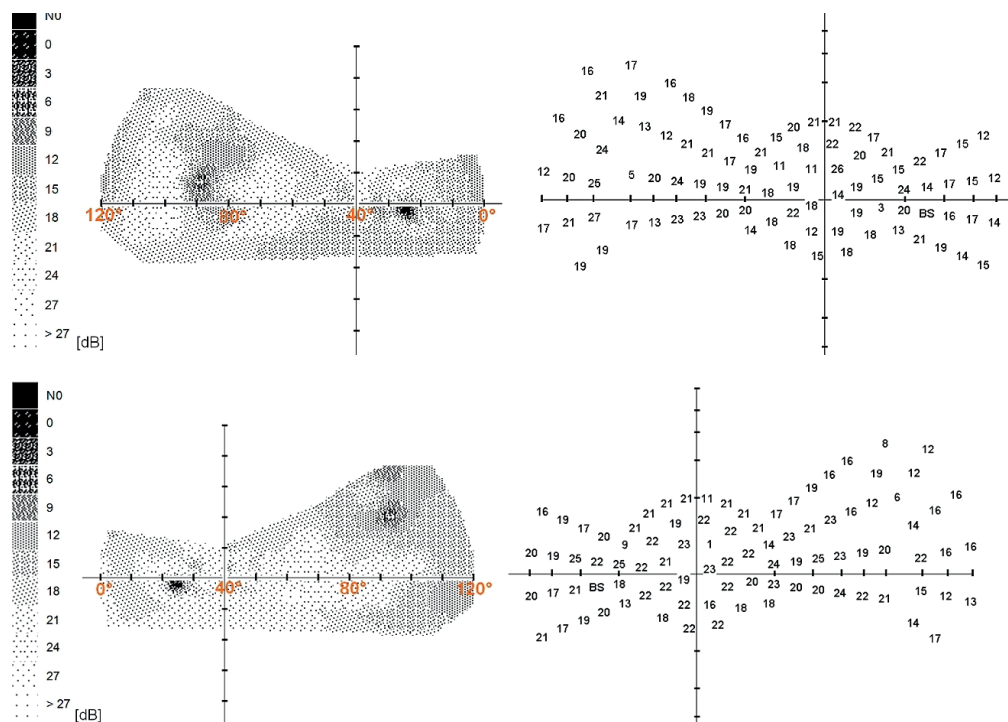 N0
0
3
6
9
12
15
18
21
24
27
> 27
[dB]
120° 80° 40° 0°
16 17 16
21 19 18 19
16 14 13 17 20 21 21 22
20 12 16 15 17 12
24 21 21 17 21 18 22 20 21 22 17 15
19 11 11 26 15
12 20 25 5 20 24 19 19 21 18 19 14 19 15 24 14 17 15 12
17 21 27 17 13 23 23 20 20 18 22 18 19 3 20 BS 16 17 14
14 12 19 18 13
19 19 18 15 18 21 19 14 15
N0
0
3
6
9
12
15
18
21
24
27
> 27
[dB]
0° 40° 80° 120°
8 12
16 16 19 12
21 11 21 17 19 12 6 16
16 19 17 21 21 19 22 21 17 23 21 23 16 16
20 21 22 21 14 14
20 19 25 22 9 22 23 1 22 24 19 25 23 19 20 22 16 16
25 22 21 23 22
20 17 21 BS 18 22 22 19 22 20 23 20 20 24 22 21 15 12 13
20 13 18 22 16 18 18
21 17 19 22 22 14 17